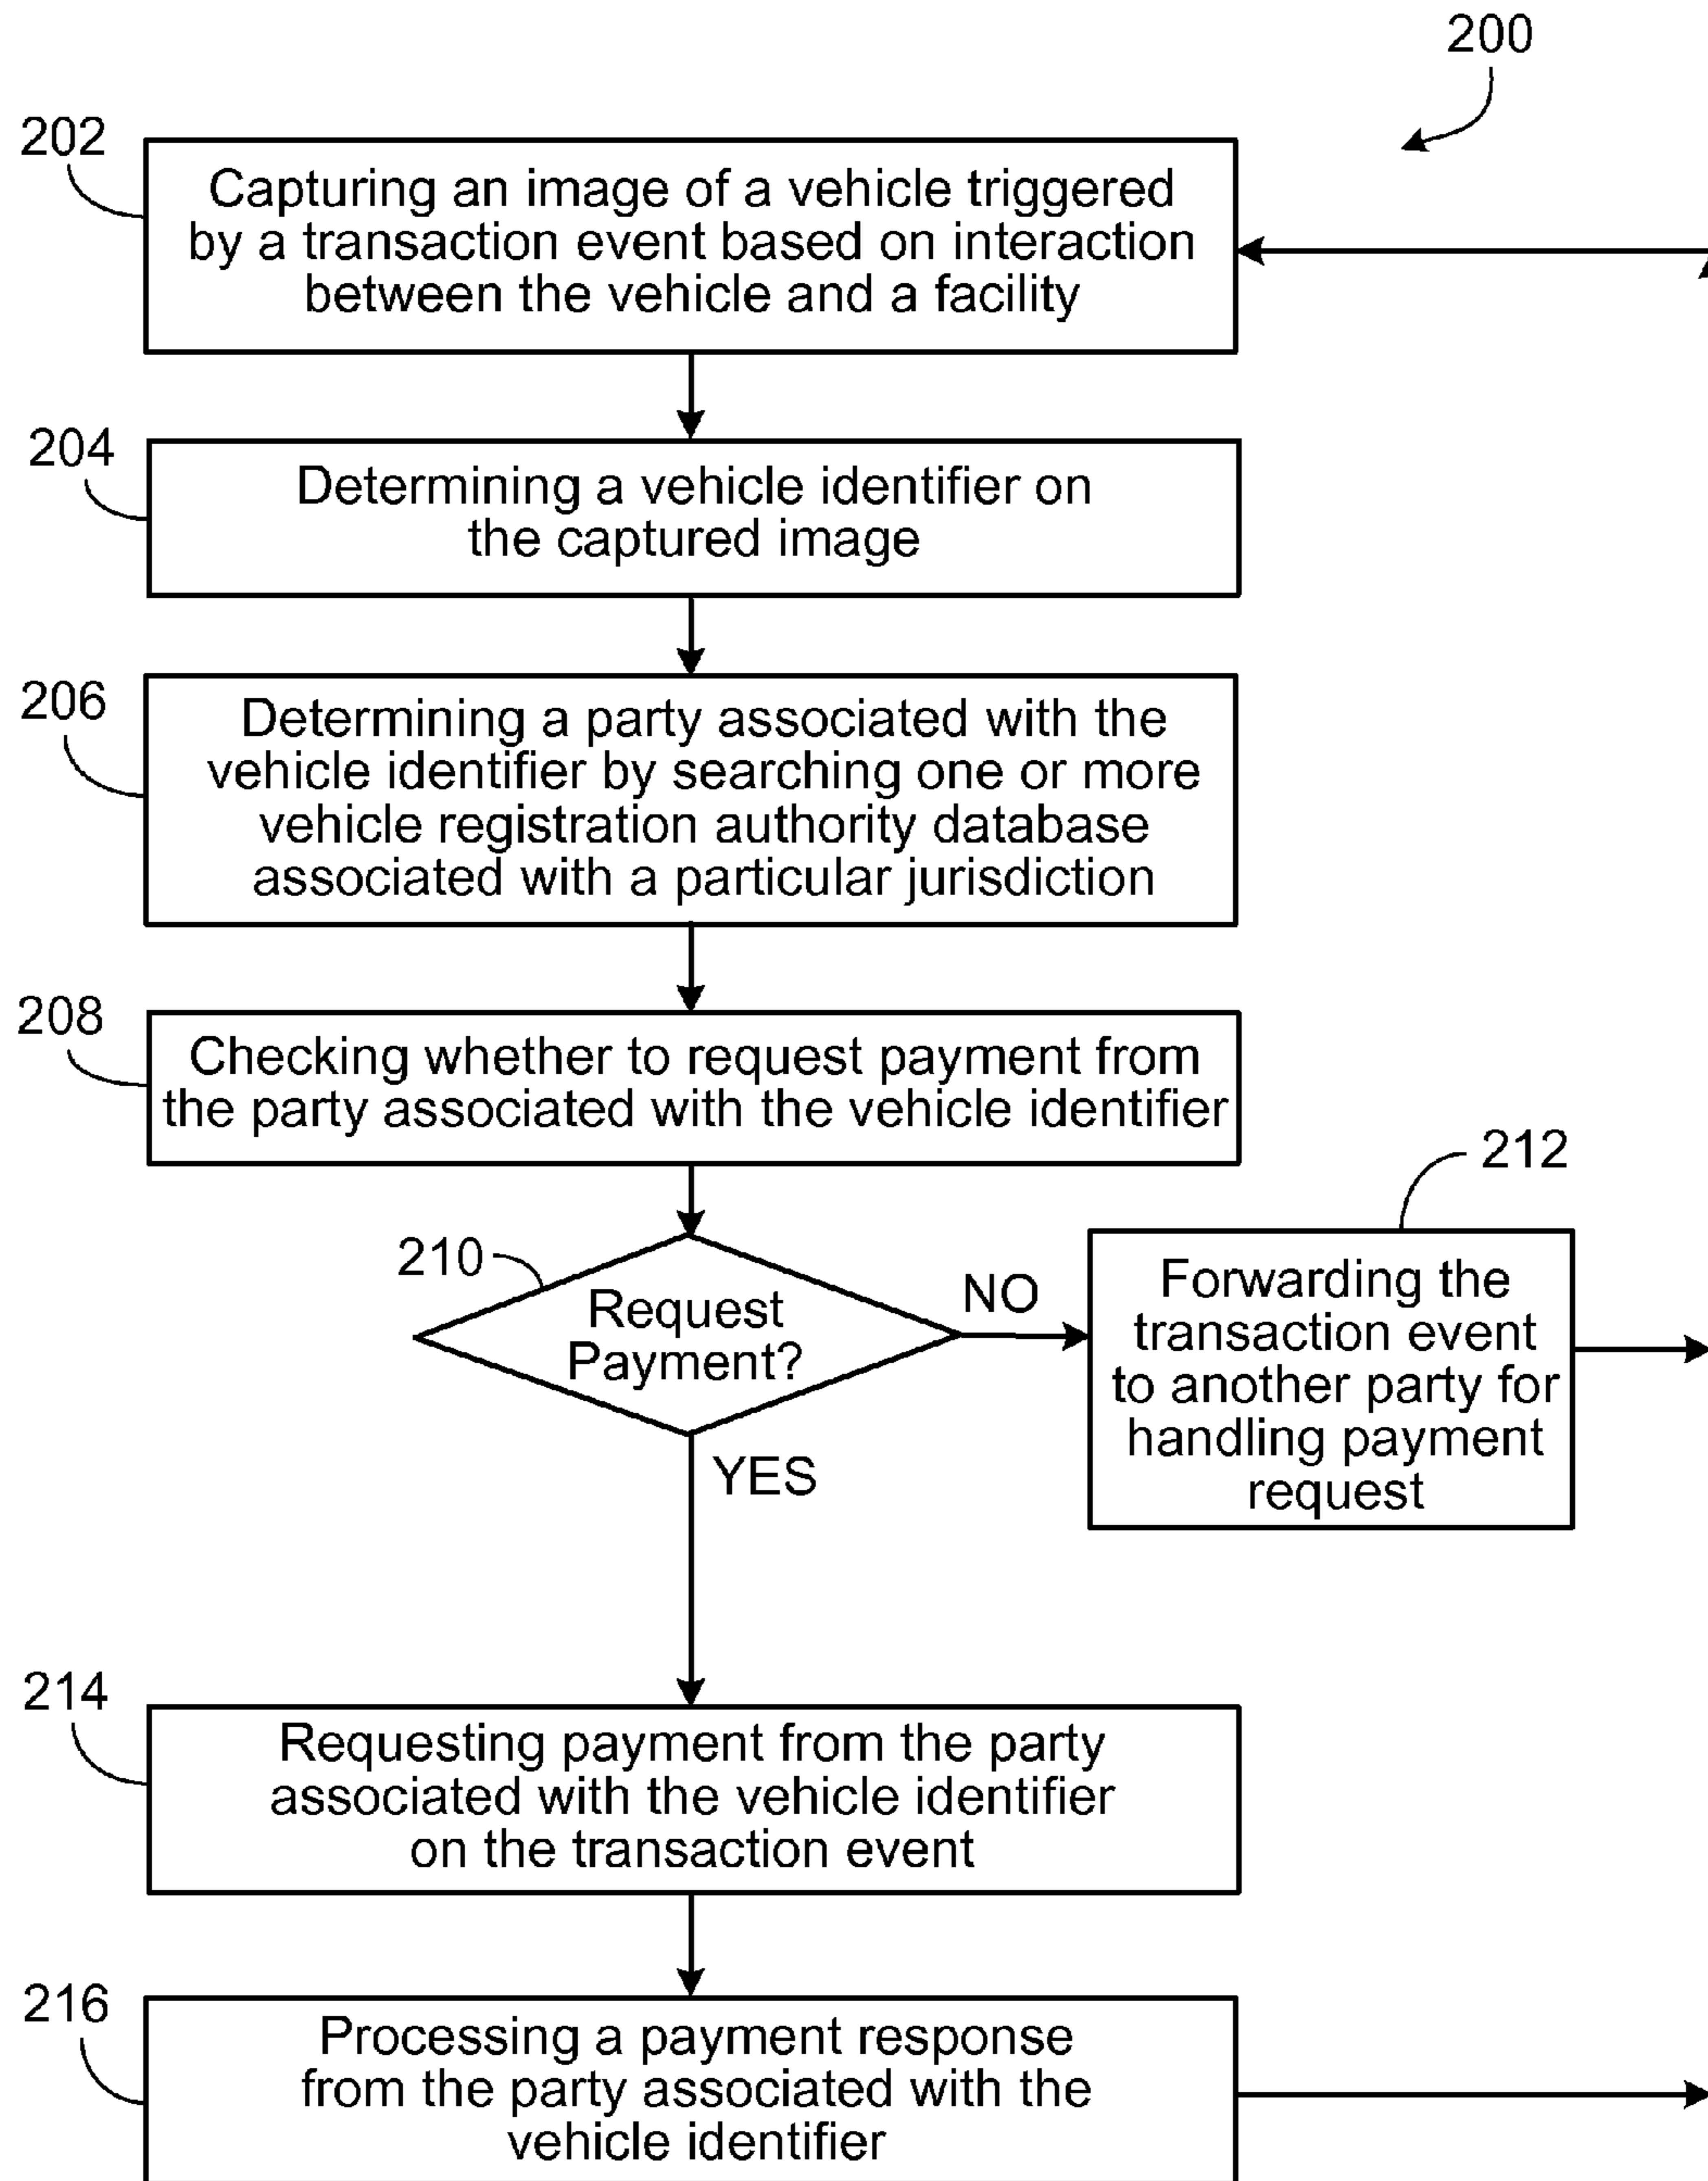 200
202
Capturing an image of a vehicle triggered
by a transaction event based on interaction
between the vehicle and a facility
204
Determining a vehicle identifier on
the captured image
206
Determining a party associated with the
vehicle identifier by searching one or more
vehicle registration authority database
associated with a particular jurisdiction
208
Checking whether to request payment from
the party associated with the vehicle identifier
212
210
Request
Payment?
NO
Forwarding the
transaction event
to another party for
handling payment
request
YES
214
Requesting payment from the party
associated with the vehicle identifier
on the transaction event
216
Processing a payment response
from the party associated with the
vehicle identifier